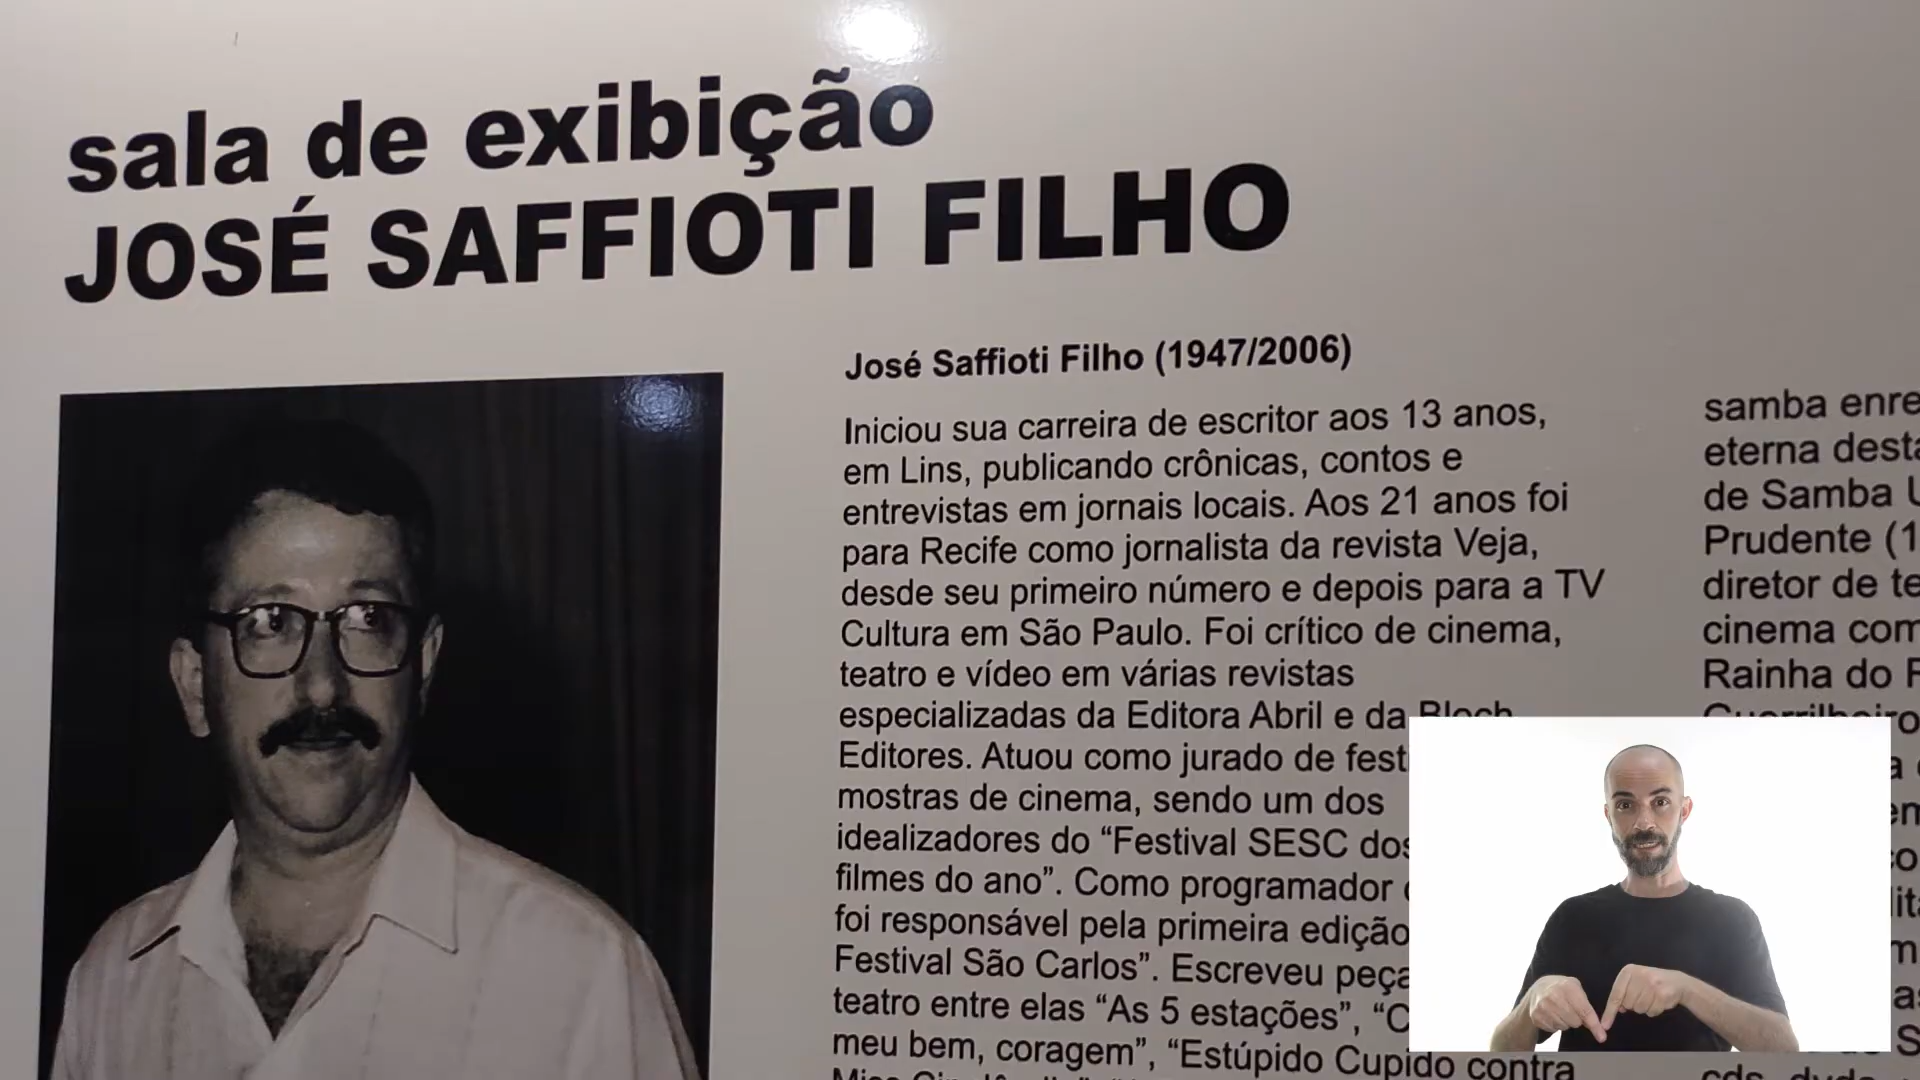 sala de exibição
JOSÉ SAFFIOTI FILHO
José Saffioti Filho (1947/2006)
Iniciou sua carreira de escritor aos 13 anos,
em Lins, publicando crônicas, contos e
entrevistas em jornais locais. Aos 21 anos foi
para Recife como jornalista da revista Veja,
desde seu primeiro número e depois para a TV
Cultura em São Paulo. Foi crítico de cinema,
teatro e vídeo em várias revistas
especializadas da Editora Abril e da Bloch
Editores. Atuou como jurado de
mostras de cinema, sendo um dos
idealizadores do “Festival SESC dos
filmes do ano”. Como programador
foi responsável pela primeira edição
Festival São Carlos”. Escreveu
teatro entre elas “As 5 estações”,
meu bem, coragem”, “Estúpido Cupido contra
samba
eterna
de Samba
Prudente
diretor de
cinema
Rainha do